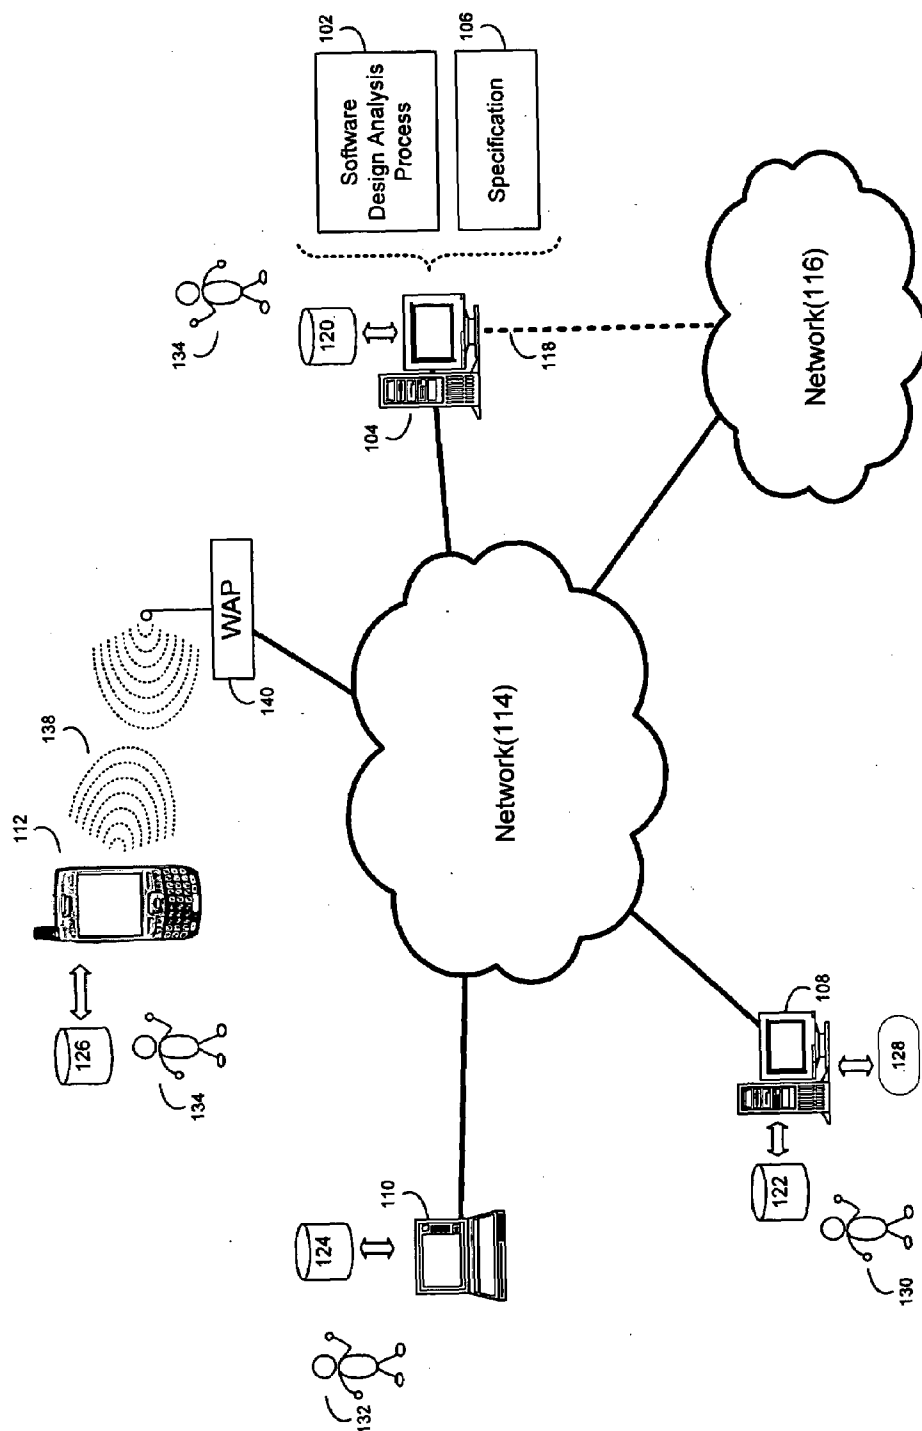 112
138
126
134
134
WAP
140
102
120
124
Software
Design Analysis
Process
132
104
110
106
Specification
Network(114)
118
122
Network(116)
108
128
130